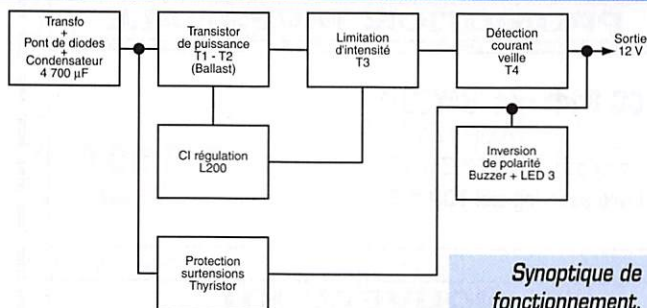 Transfo
+
Pont de diodes
+
Condensateur
4 700 µF
Transistor
de puissance
T1 - T2
(Ballast)
Limitation
d'intensité
T3
Détection
courant
veille
T4
Sortie
12 V
CI régulation
L200
Inversion
de polarité
Buzzer + LED 3
Protection
surtensions
Thyristor
Synoptique de
fonctionnement.